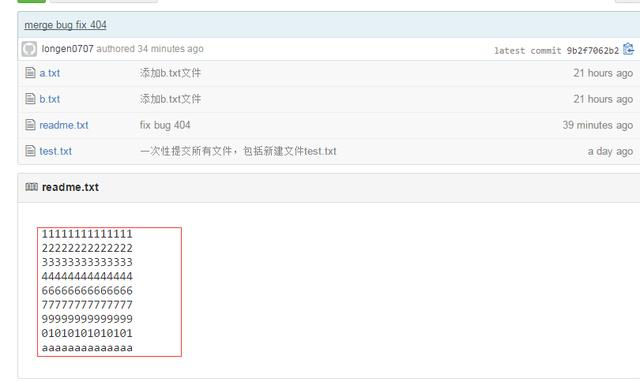 merge bug fix 404
longen0707 authored 34 minutes ago
latest commit 9b2f7062b2
a.txt 添加b.txt文件 21 hours ago
b.txt 添加b.txt文件 21 hours ago
readme.txt fix bug 404 39 minutes ago
test.txt 一次性提交所有文件，包括新建文件test.txt a day ago
readme.txt
11111111111111
22222222222222
33333333333333
44444444444444
66666666666666
77777777777777
99999999999999
01010101010101
aaaaaaaaaaaaaa